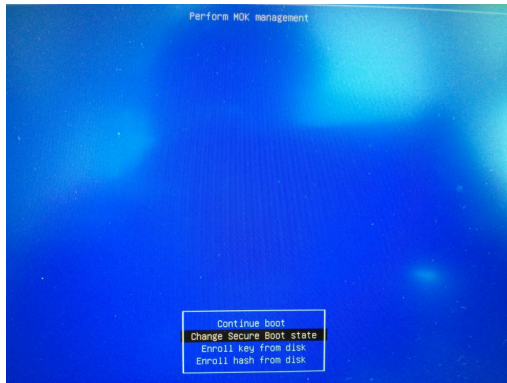 Perform MOK management
Continue boot
Change Secure Boot state
Enroll key from disk
Enroll hash from disk